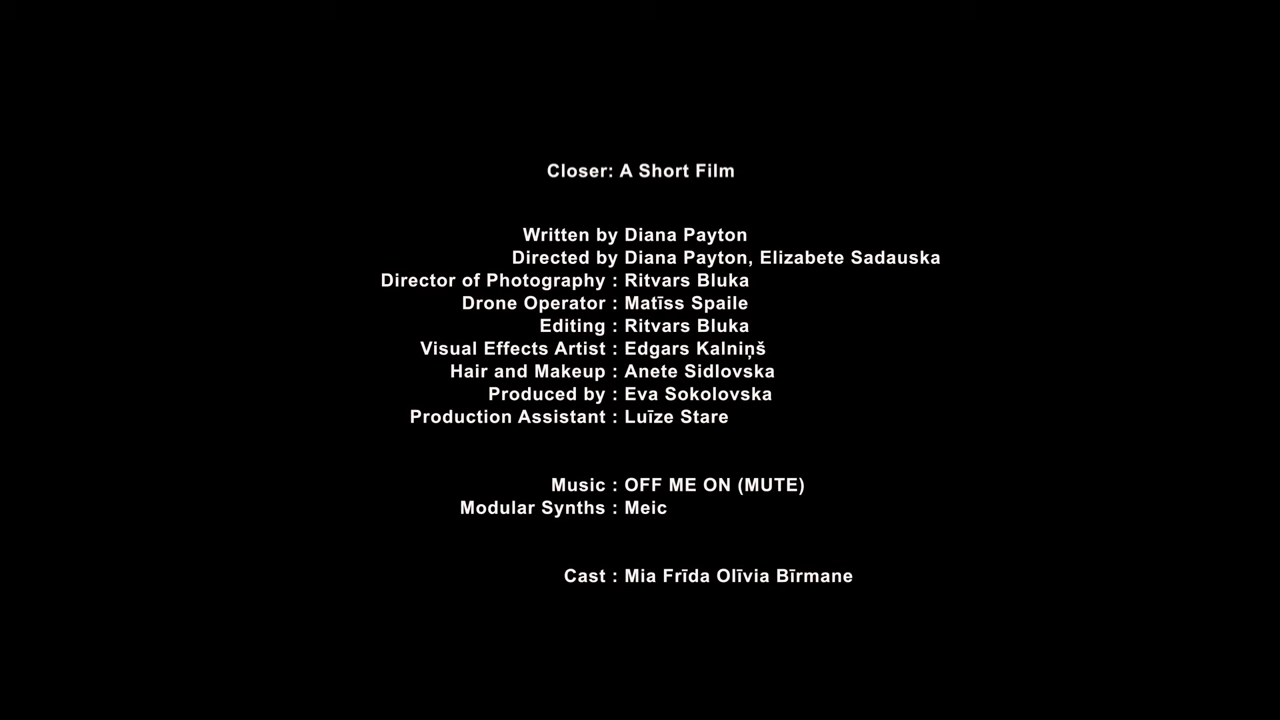 Closer: A Short Film
Written by Diana Payton
Directed by Diana Payton, Elizabete Sadauska
Director of Photography : Ritvars Bluka
Drone Operator : Matīss Spaile
Editing : Ritvars Bluka
Visual Effects Artist : Edgars Kalniņš
Hair and Makeup : Anete Sidlovska
Produced by : Eva Sokolovska
Production Assistant : Luīze Stare
Music : OFF ME ON (MUTE)
Modular Synths : Meic
Cast : Mia Frīda Olīvia Bīrmane